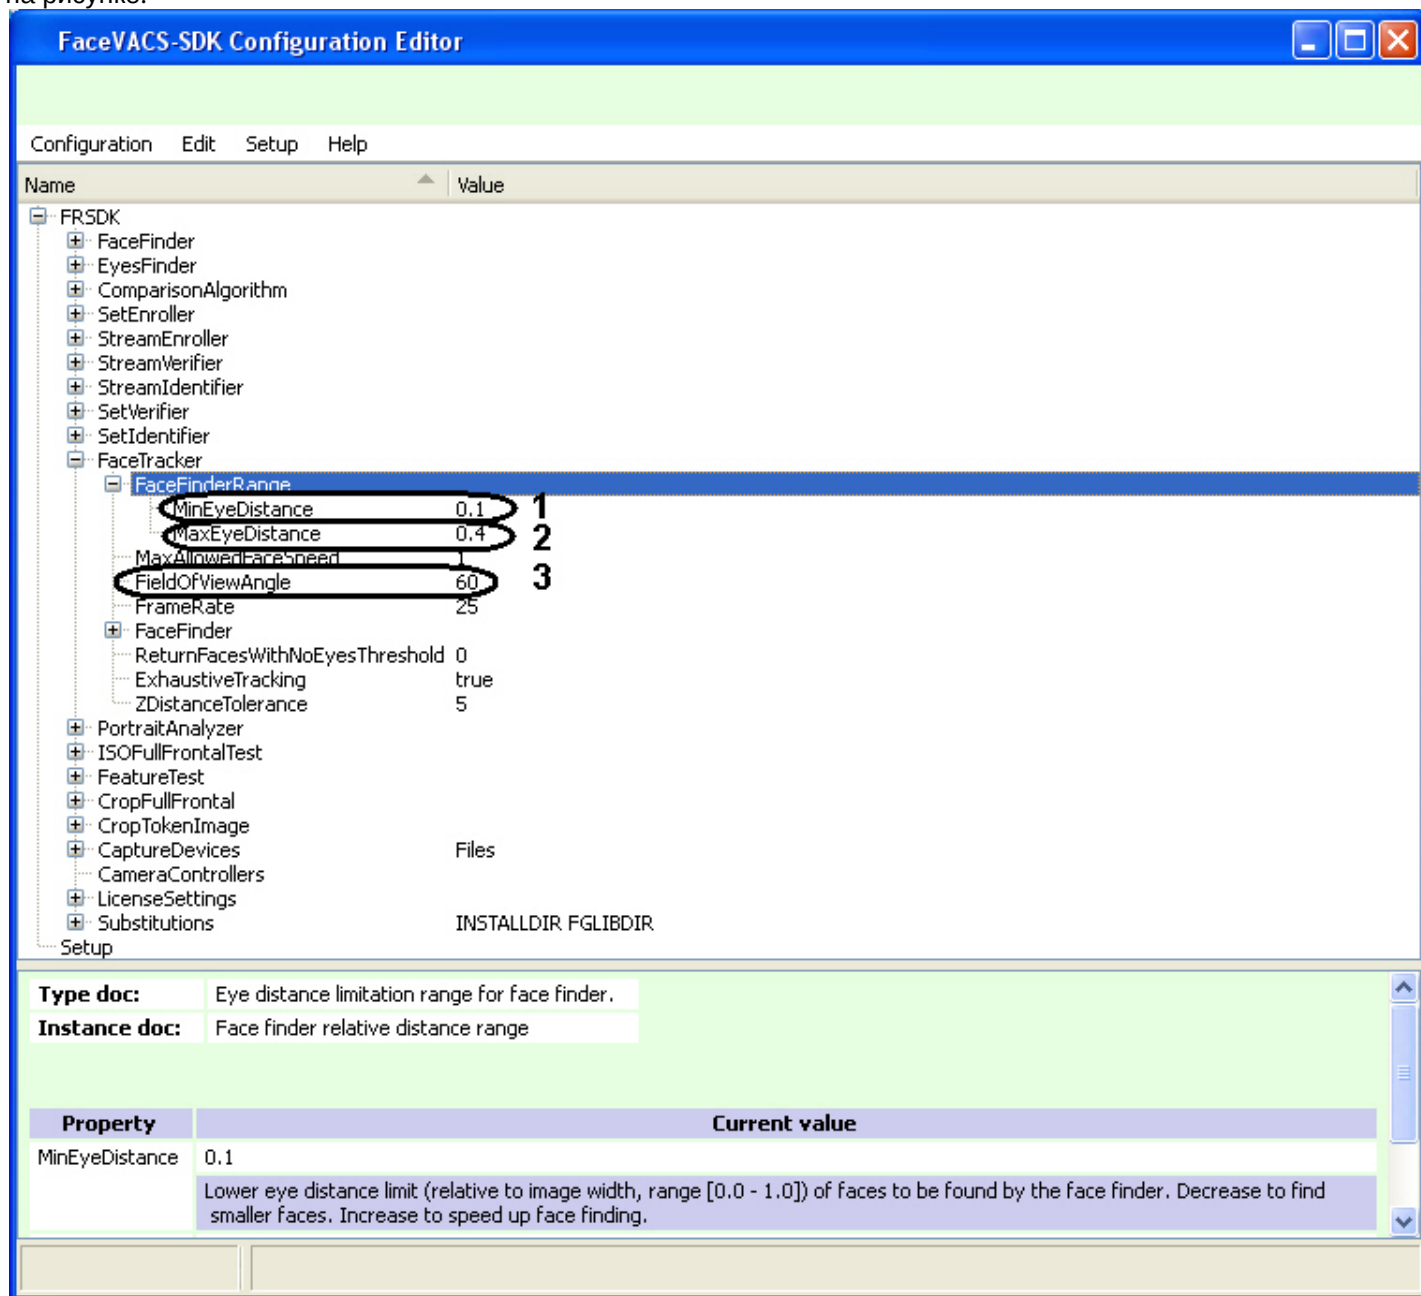 на рисунке.
FaceVACS-SDK Configuration Editor
Configuration Edit Setup Help
Name Value
FRSDK
FaceFinder
EyesFinder
ComparisonAlgorithm
SetEnroller
StreamEnroller
StreamVerifier
StreamIdentifier
SetVerifier
SetIdentifier
FaceTracker
FaceFinderRange
MinEyeDistance 0.1 1
MaxEyeDistance 0.4 2
MaxAllowedFaceSpeed 1
FieldOfViewAngle 60 3
FrameRate 25
FaceFinder
ReturnFacesWithNoEyesThreshold 0
ExhaustiveTracking true
ZDistanceTolerance 5
PortraitAnalyzer
ISOFullFrontalTest
FeatureTest
CropFullFrontal
CropTokenImage
CaptureDevices Files
CameraControllers
LicenseSettings
Substitutions INSTALLDIR FGLIBDIR
Setup
Type doc: Eye distance limitation range for face finder.
Instance doc: Face finder relative distance range
Property Current value
MinEyeDistance 0.1
Lower eye distance limit (relative to image width, range [0.0 - 1.0]) of faces to be found by the face finder. Decrease to find
smaller faces. Increase to speed up face finding.